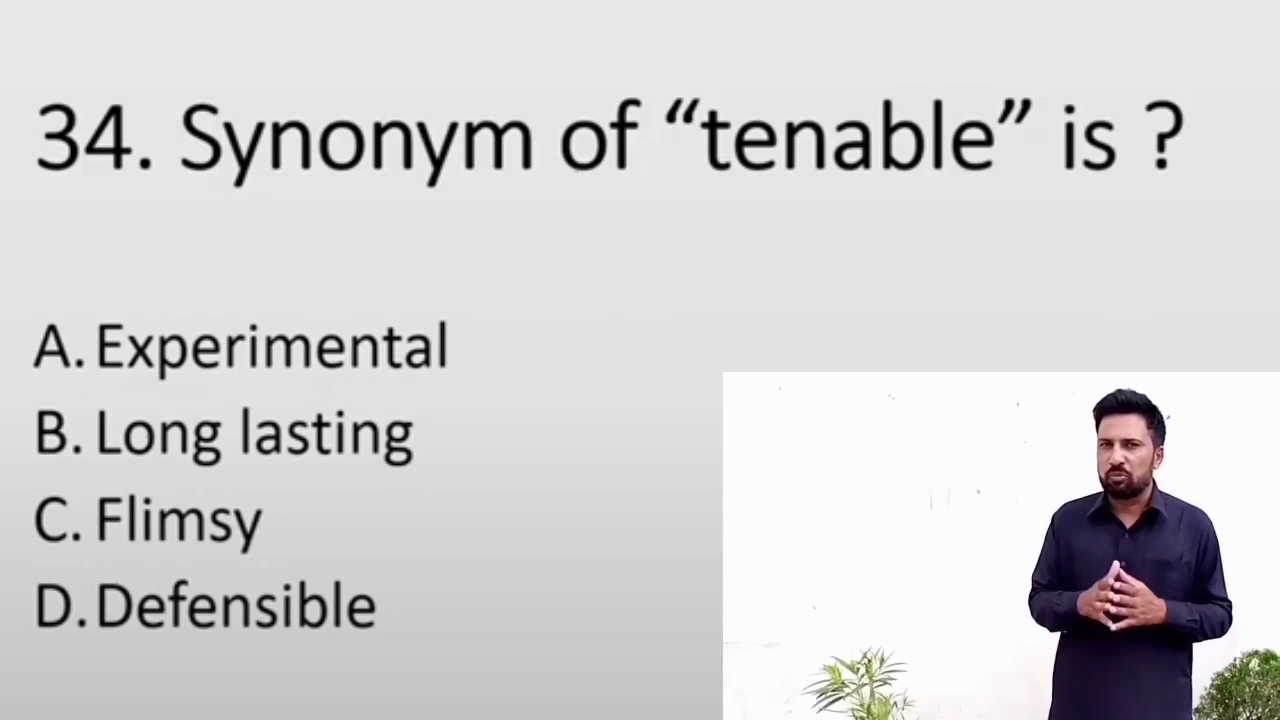 34. Synonym of “tenable” is ?
A. Experimental
B. Long lasting
C. Flimsy
D. Defensible